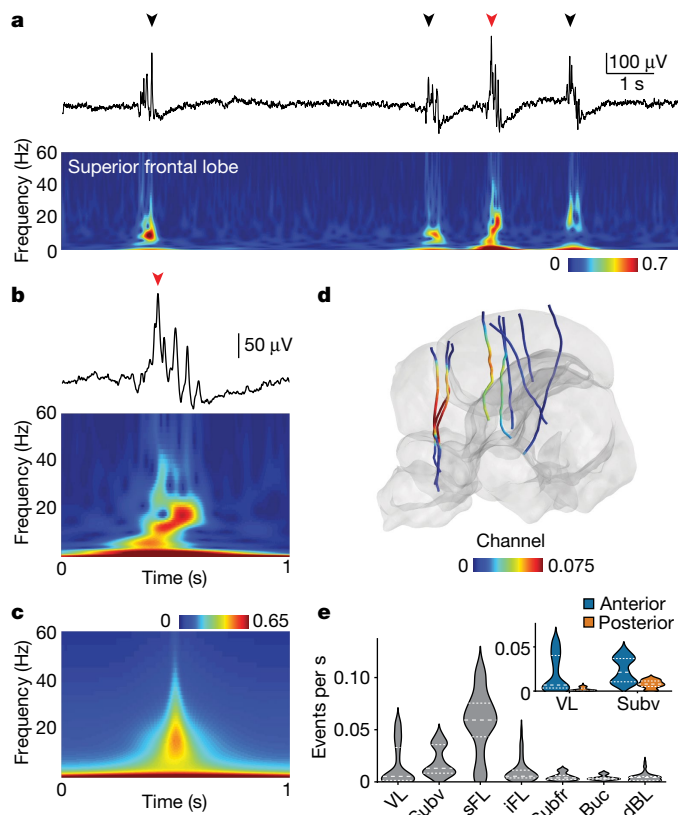 a
100 µV
1 s
Frequency (Hz)
60
40
20
0
Superior frontal lobe
0 0.7
b
50 µV
Frequency (Hz)
60
40
20
0 1
Time (s)
c
0 0.65
Frequency (Hz)
60
40
20
0 1
Time (s)
d
Channel
0 0.075
e
Anterior
Posterior
0.05
0
VL Subv
Events per s
0.10
0.05
0
VL
Subv
sFL
iFL
Subfr
Buc
dBL